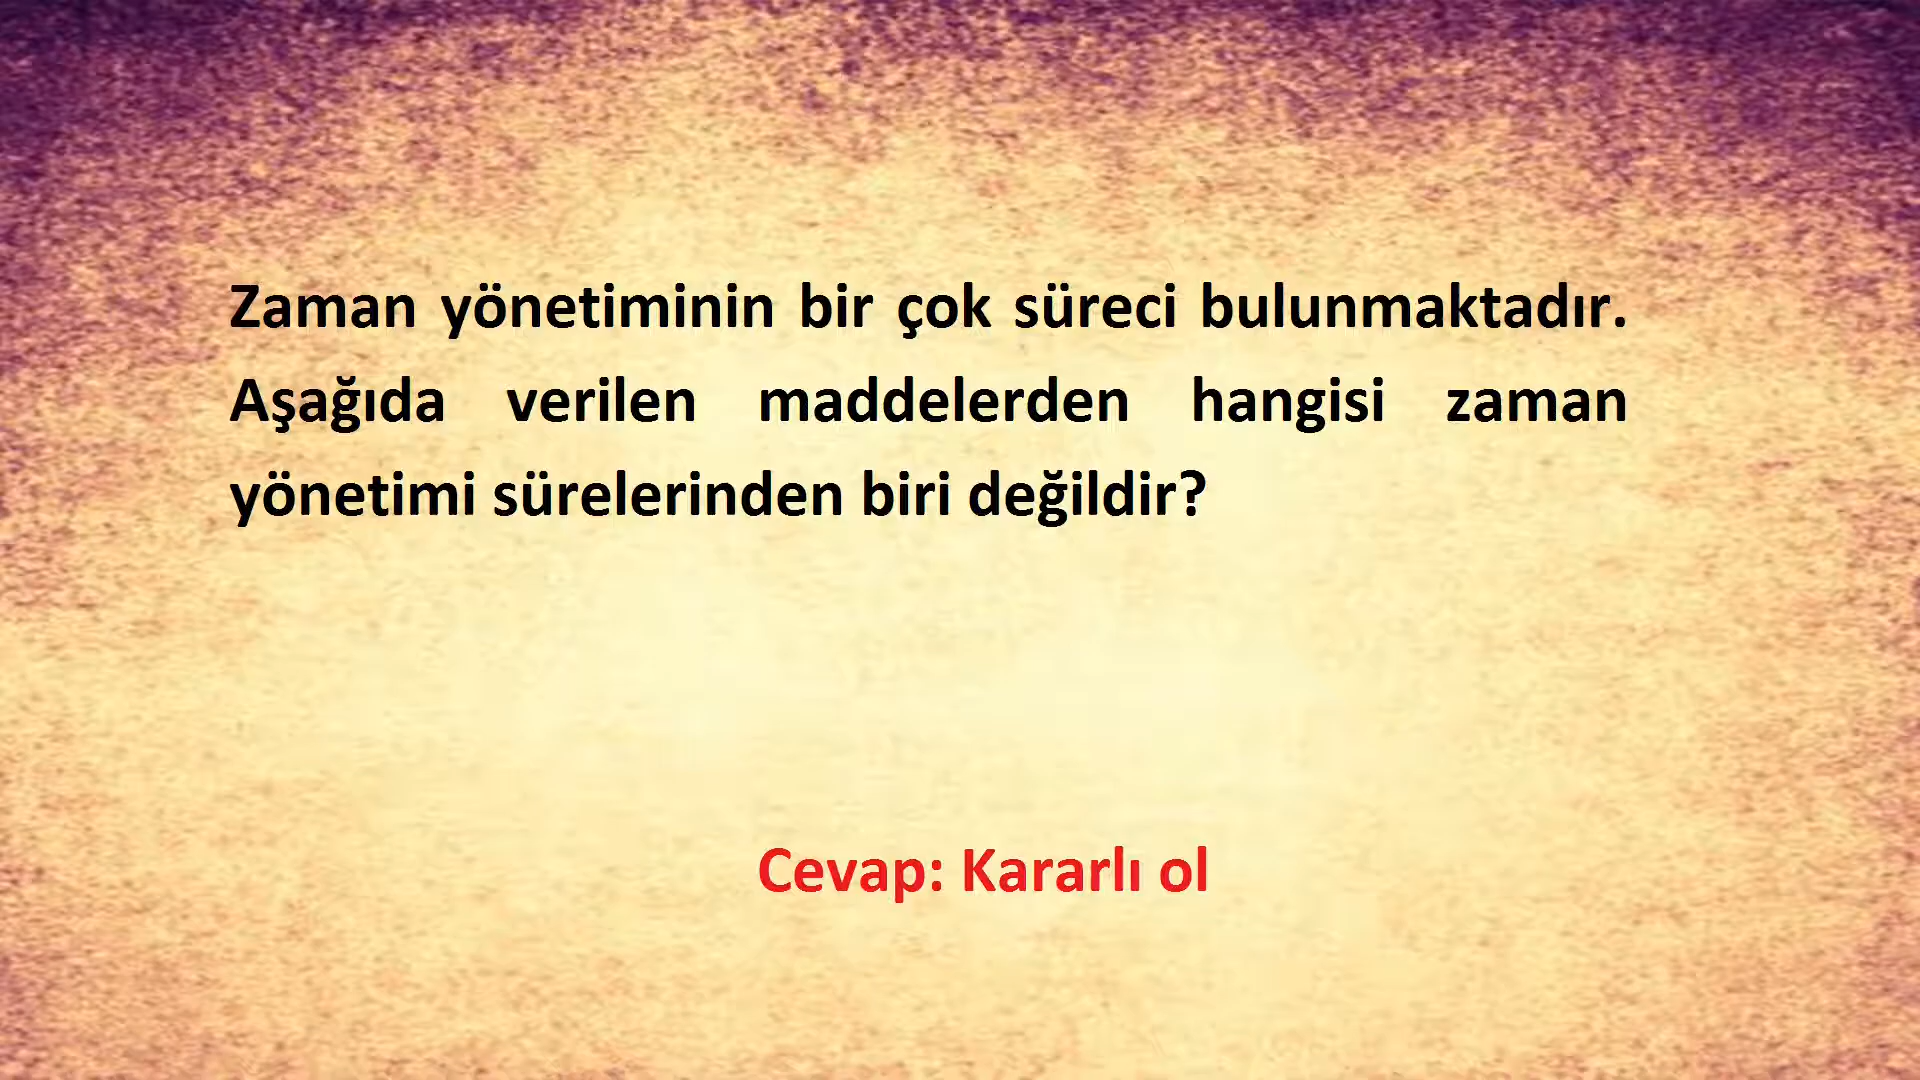 Zaman yönetiminin bir çok süreci bulunmaktadır.
Aşağıda verilen maddelerden hangisi zaman
yönetimi sürelerinden biri değildir?
Cevap: Kararlı ol